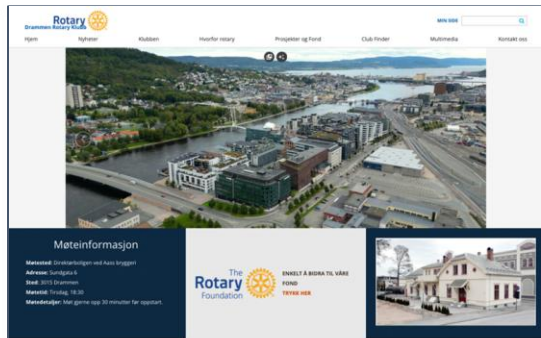 Rotary
Drammen Rotary Klubb
MIN SIDE
Hjem
Nyheter
Klubben
Hvorfor rotary
Prosjekter og Fond
Club Finder
Multimedia
Kontakt oss
Møteinformasjon
Møtested: Direktørboligen ved Aass bryggeri
Adresse: Sundgata 6
Sted: 3015 Drammen
Møtetid: Tirsdag, 18:30
Møtedetaljer: Møt gjerne opp 30 minutter før oppstart.
The
Rotary
Foundation
ENKELT Å BIDRA TIL VÅRE
FOND
TRYKK HER